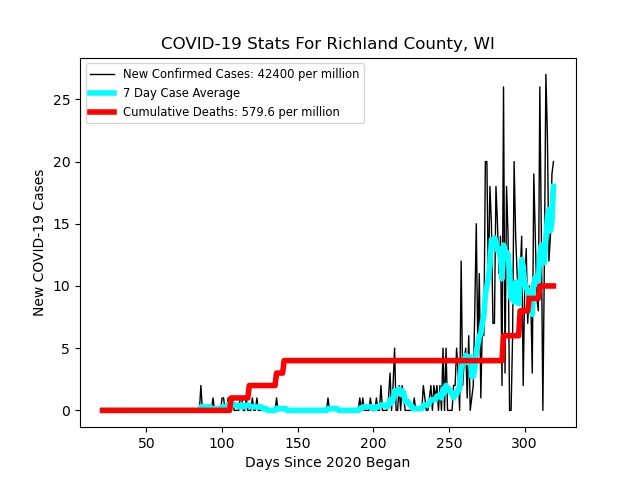 COVID-19 Stats For Richland County, WI
New Confirmed Cases: 42400 per million
7 Day Case Average
Cumulative Deaths: 579.6 per million
New COVID-19 Cases
25
20
15
10
5
0
50 100 150 200 250 300
Days Since 2020 Began